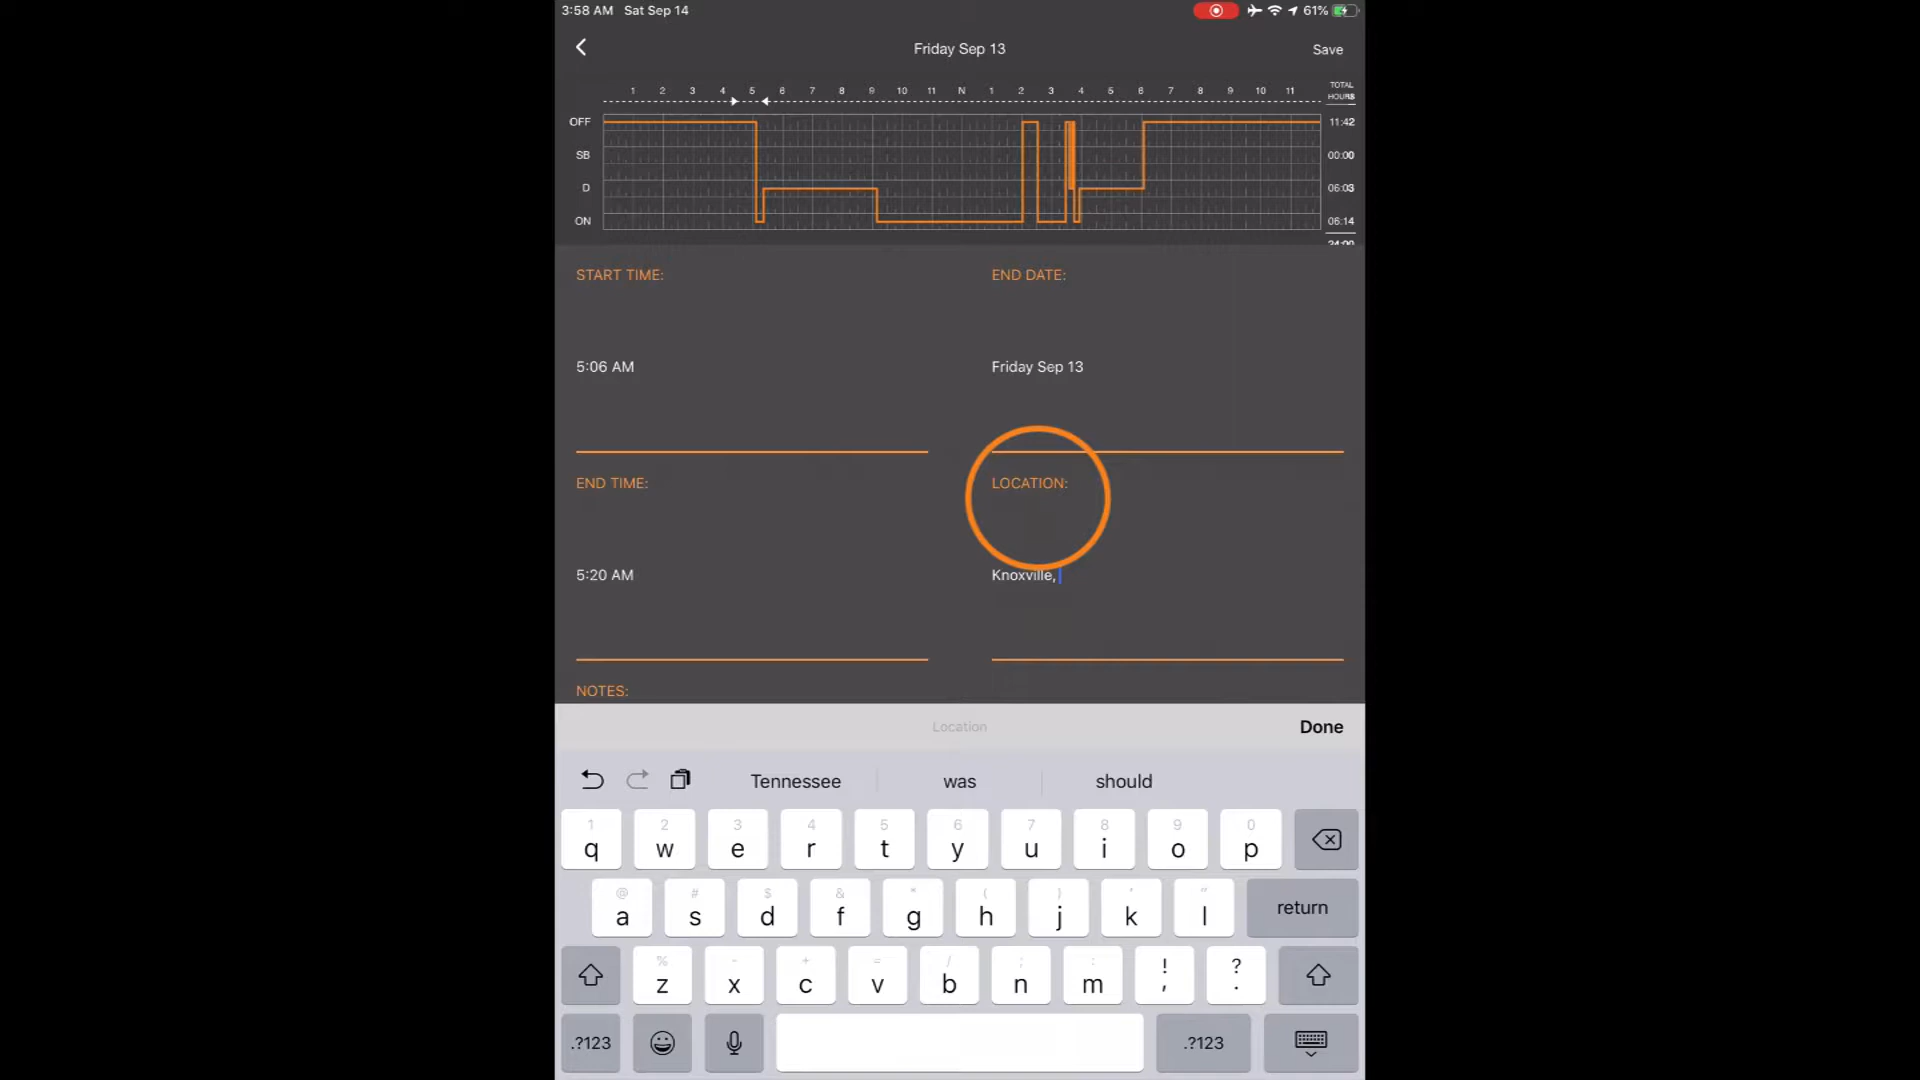 3:58 AM Sat Sep 14
61%
Friday Sep 13
Save
1 2 3 4 5 6 7 8 9 10 11 N 1 2 3 4 5 6 7 8 9 10 11
TOTAL
HOURS
OFF 11:42
SB 00:00
D 06:03
ON 06:14
24:00
START TIME:
END DATE:
5:06 AM
Friday Sep 13
END TIME:
LOCATION:
5:20 AM
Knoxville,
NOTES:
Location
Done
Tennessee was should
1 2 3 4 5 6 7 8 9 0
q w e r t y u i o p
@ # $ & * ( ) ' "
a s d f g h j k l return
% - + = / ; : ! ?
z x c v b n m , .
.?123 .?123